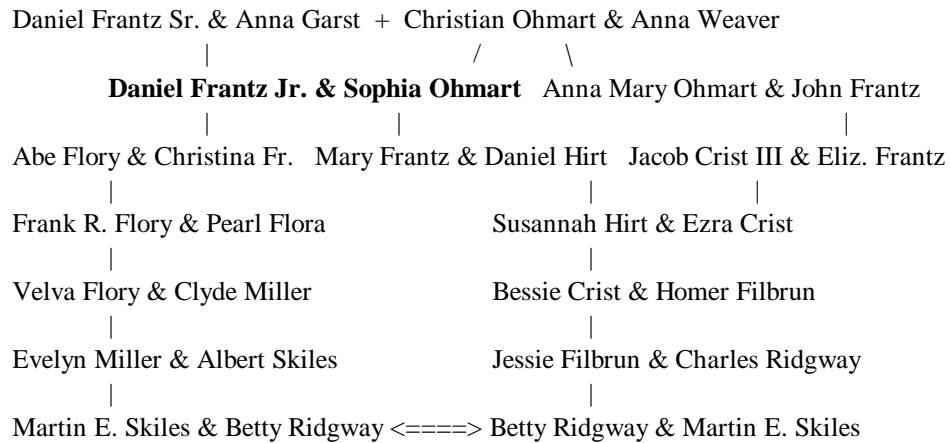 Daniel Frantz Sr. & Anna Garst + Christian Ohmart & Anna Weaver
| / \
Daniel Frantz Jr. & Sophia Ohmart Anna Mary Ohmart & John Frantz
| | |
Abe Flory & Christina Fr. Mary Frantz & Daniel Hirt Jacob Crist III & Eliz. Frantz
| | |
Frank R. Flory & Pearl Flora Susannah Hirt & Ezra Crist
| |
Velva Flory & Clyde Miller Bessie Crist & Homer Filbrun
| |
Evelyn Miller & Albert Skiles Jessie Filbrun & Charles Ridgway
| |
Martin E. Skiles & Betty Ridgway <====> Betty Ridgway & Martin E. Skiles